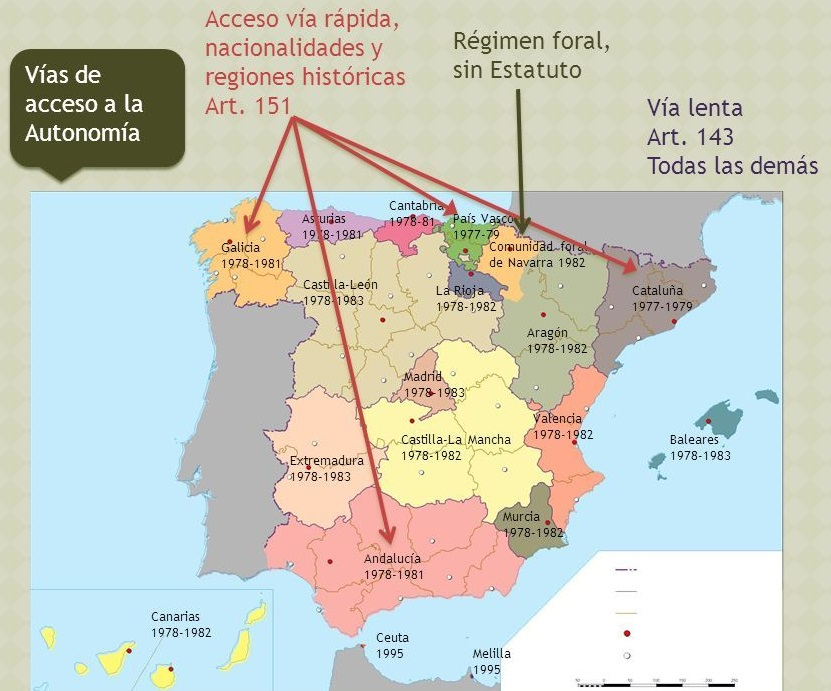 Acceso vía rápida,
nacionalidades y
regiones históricas
Art. 151
Régimen foral,
sin Estatuto
Vías de
acceso a la
Autonomía
Vía lenta
Art. 143
Todas las demás
Galicia
1978-1981
Asturias
1978-1981
Cantabria
1978-81
País Vasco
1977-79
Comunidad foral
de Navarra 1982
Castilla-León
1978-1983
La Rioja
1978-1982
Cataluña
1977-1979
Aragón
1978-1982
Madrid
1978-1983
Valencia
1978-1982
Castilla-La Mancha
1978-1982
Baleares
1978-1983
Extremadura
1978-1983
Murcia
1978-1982
Andalucía
1978-1981
Canarias
1978-1982
Ceuta
1995
Melilla
1995